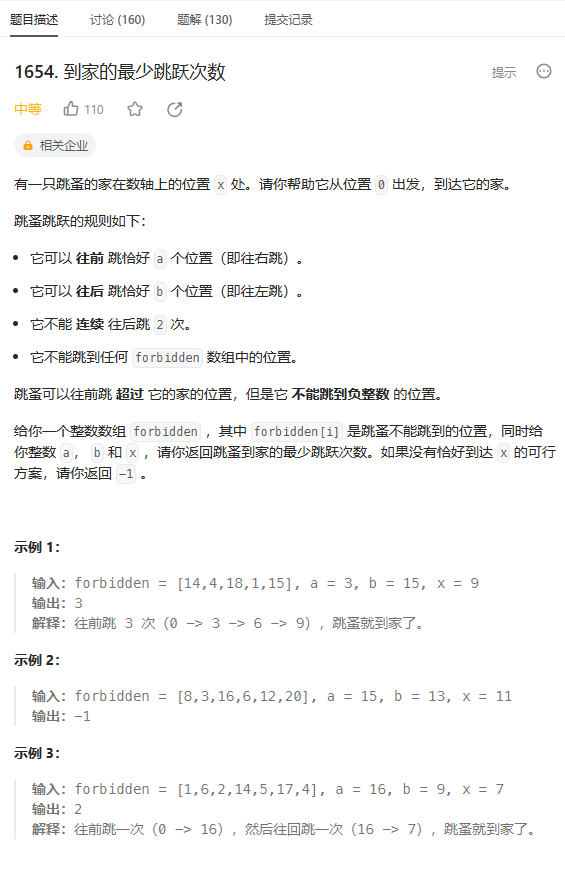 题目描述 讨论 (160) 题解 (130) 提交记录
1654. 到家的最少跳跃次数 提示
中等 110
相关企业
有一只跳蚤的家在数轴上的位置 x 处。请你帮助它从位置 0 出发，到达它的家。
跳蚤跳跃的规则如下：
• 它可以 往前 跳恰好 a 个位置（即往右跳）。
• 它可以 往后 跳恰好 b 个位置（即往左跳）。
• 它不能 连续 往后跳 2 次。
• 它不能跳到任何 forbidden 数组中的位置。
跳蚤可以往前跳 超过 它的家的位置，但是它 不能跳到负整数 的位置。
给你一个整数数组 forbidden ，其中 forbidden[i] 是跳蚤不能跳到的位置，同时给
你整数 a， b 和 x ，请你返回跳蚤到家的最少跳跃次数。如果没有恰好到达 x 的可行
方案，请你返回 -1 。
示例 1：
输入：forbidden = [14,4,18,1,15], a = 3, b = 15, x = 9
输出：3
解释：往前跳 3 次（0 -> 3 -> 6 -> 9），跳蚤就到家了。
示例 2：
输入：forbidden = [8,3,16,6,12,20], a = 15, b = 13, x = 11
输出：-1
示例 3：
输入：forbidden = [1,6,2,14,5,17,4], a = 16, b = 9, x = 7
输出：2
解释：往前跳一次（0 -> 16），然后往回跳一次（16 -> 7），跳蚤就到家了。